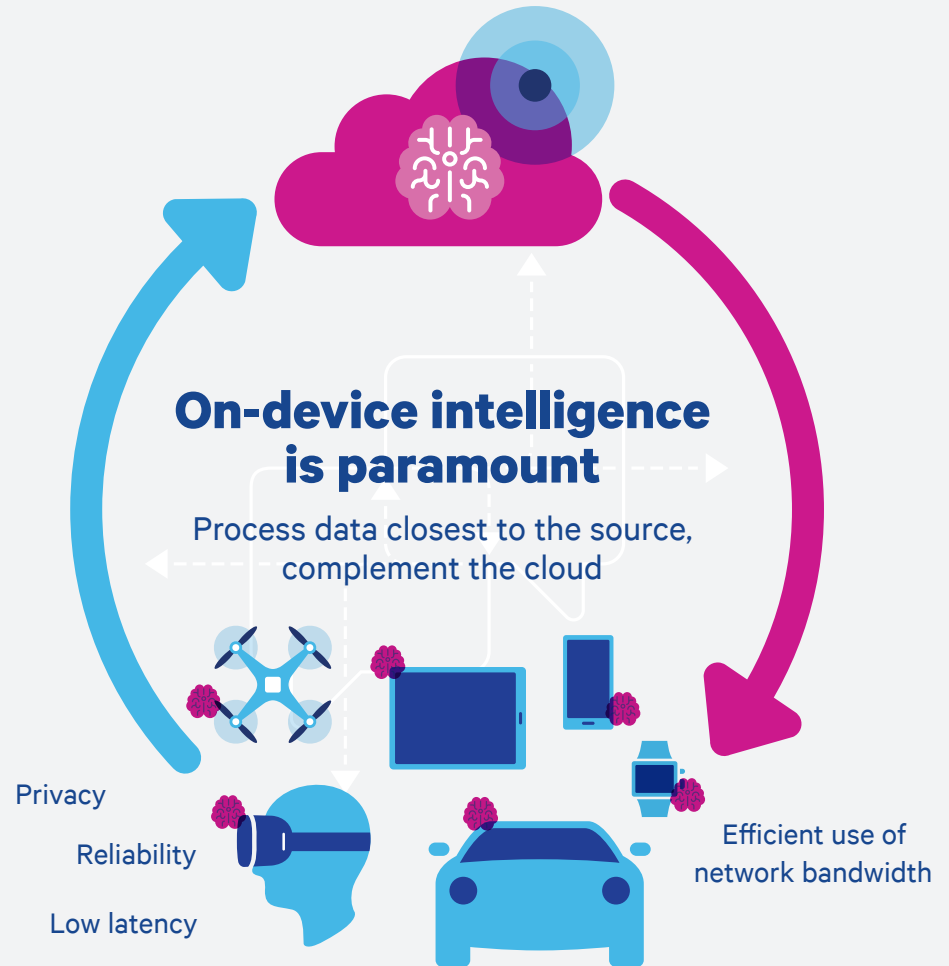 On-device intelligence
is paramount
Process data closest to the source,
complement the cloud
Privacy
Reliability
Low latency
Efficient use of
network bandwidth